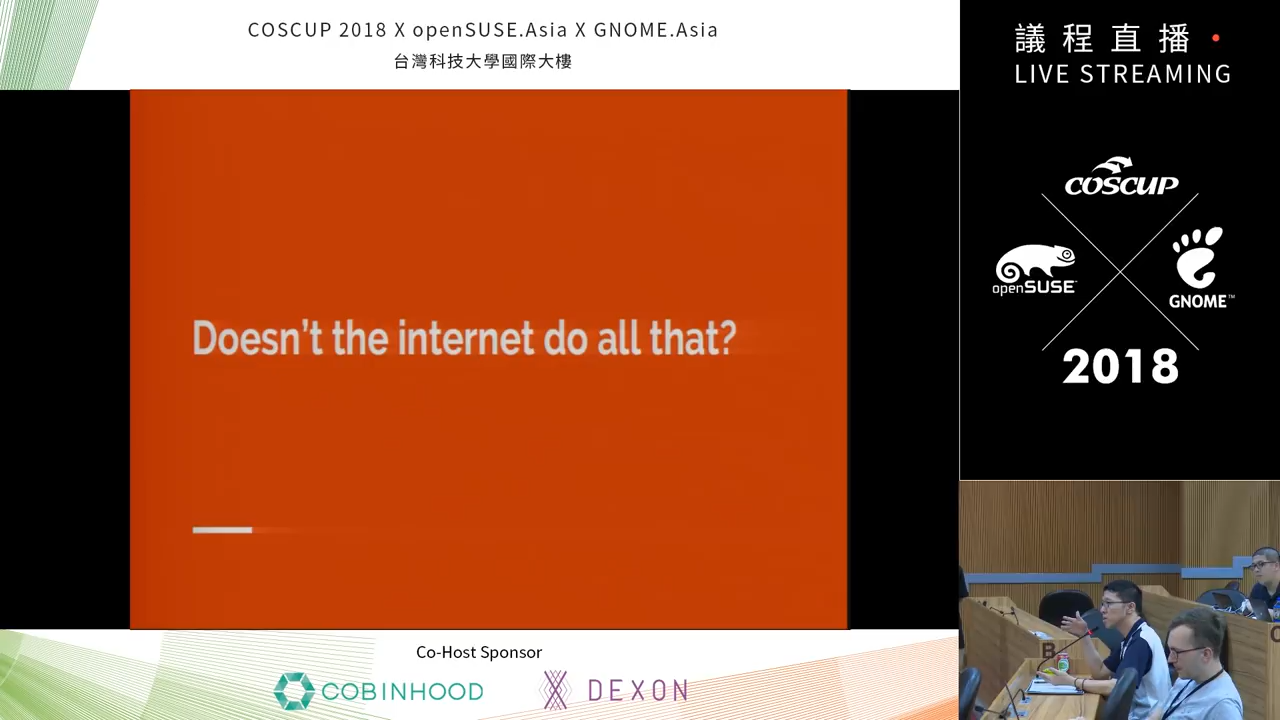 COSCUP 2018 X openSUSE.Asia X GNOME.Asia
台灣科技大學國際大樓
Doesn't the internet do all that?
Co-Host Sponsor
COBINHOOD
DEXON
議程直播
LIVE STREAMING
COSCUP
openSUSE
GNOME™
2018
B